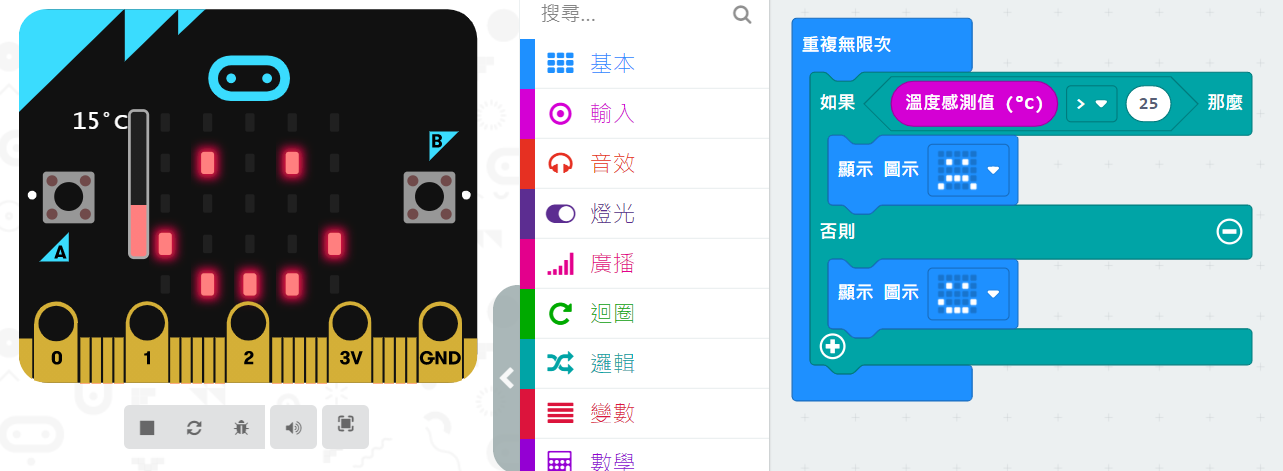 15°C
B
A
0
1
2
3V
GND
搜尋...
基本
輸入
音效
燈光
廣播
迴圈
邏輯
變數
數學
重複無限次
如果 溫度感測值 (°C) > 25 那麼
顯示 圖示
否則
顯示 圖示